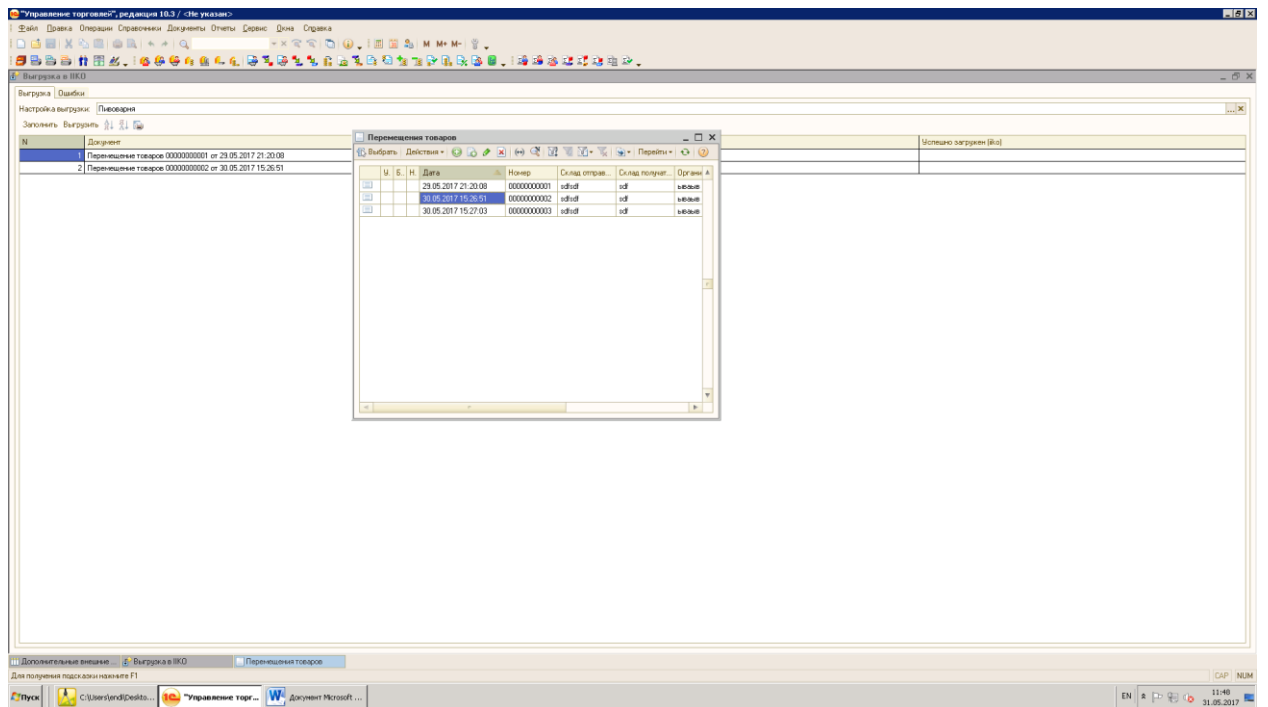 "Управление торговлей", редакция 10.3 / <Не указан>
Файл Правка Операции Справочники Документы Отчеты Сервис Окна Справка
M M+ M-
Выгрузка в IIKO
Выгрузка Ошибки
Настройка выгрузки: Пивоварня
Заполнить Выгрузить
N Документ Успешно загружен (iiko)
1 Перемещение товаров 00000000001 от 29.05.2017 21:20:08
2 Перемещение товаров 00000000002 от 30.05.2017 15:26:51
Перемещения товаров
Выбрать Действия Перейти
У. Б.. Н. Дата Номер Склад отправ... Склад получат... Органи
29.05.2017 21:20:08 00000000001 sdfsdf sdf ываыв
30.05.2017 15:26:51 00000000002 sdfsdf sdf ываыв
30.05.2017 15:27:03 00000000003 sdfsdf sdf ываыв
Дополнительные внешние ... Выгрузка в IIKO Перемещения товаров
Для получения подсказки нажмите F1 CAP NUM
Пуск C:\Users\endi\Deskto... "Управление торг... Документ Microsoft ... EN 11:48
31.05.2017